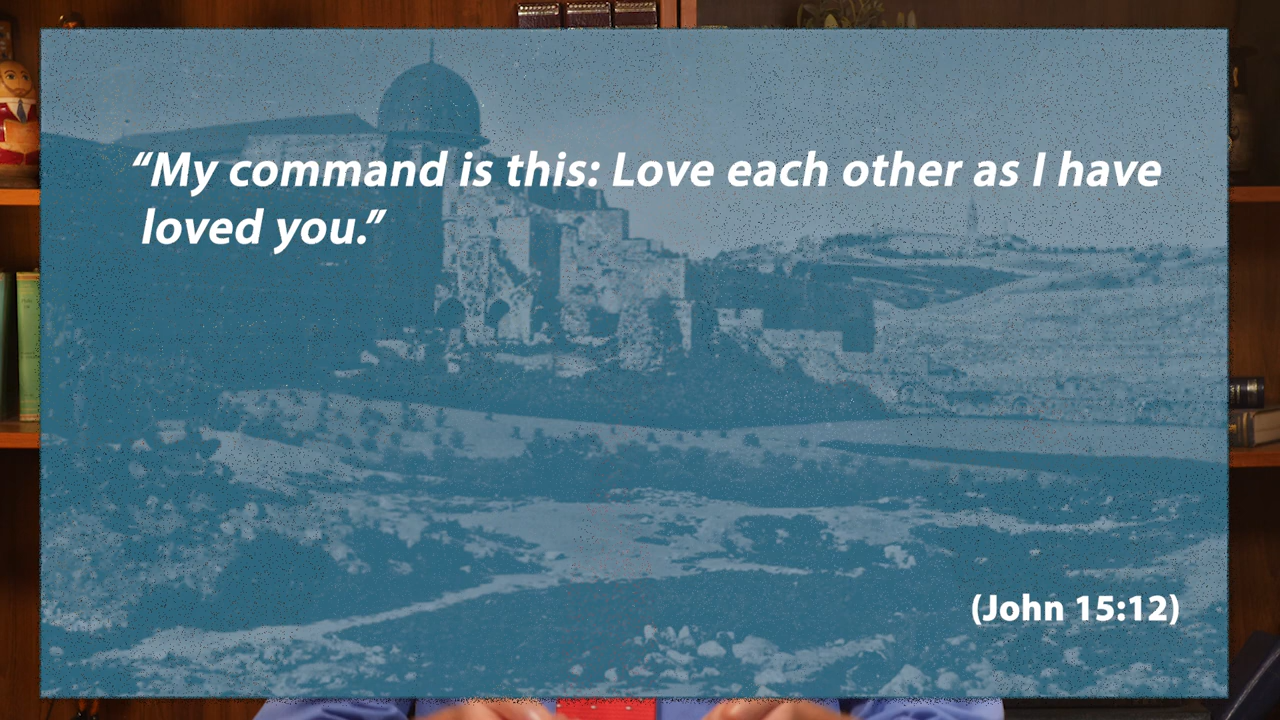 “My command is this: Love each other as I have
loved you.”
(John 15:12)